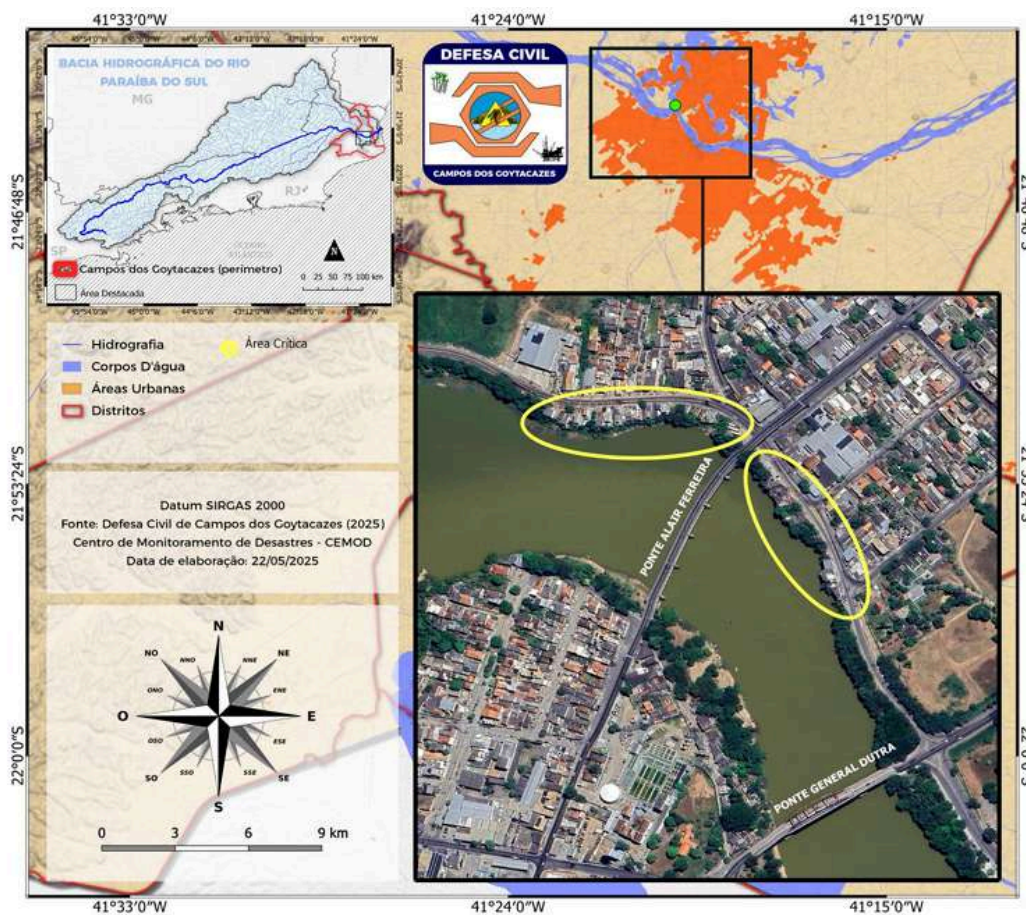 41°33'0"W
41°24'0"W
41°15'0"W
BACIA HIDROGRÁFICA DO RIO
PARAÍBA DO SUL
MG
RJ
SP
OCEANO
ATLÂNTICO
N
0 25 50 75 100 km
Campos dos Goytacazes (perímetro)
Área Destacada
DEFESA CIVIL
CAMPOS DOS GOYTACAZES
21°46'48"S
21°53'24"S
22°0'0"S
Hidrografia
Área Crítica
Corpos D'água
Áreas Urbanas
Distritos
Datum SIRGAS 2000
Fonte: Defesa Civil de Campos dos Goytacazes (2025)
Centro de Monitoramento de Desastres - CEMOD
Data de elaboração: 22/05/2025
N
NNO
NNE
NO
NE
ONO
ENE
O
E
OSO
ESE
SO
SE
SSO
SSE
S
0 3 6 9 km
PONTE ALAIR FERREIRA
PONTE GENERAL DUTRA
41°33'0"W
41°24'0"W
41°15'0"W